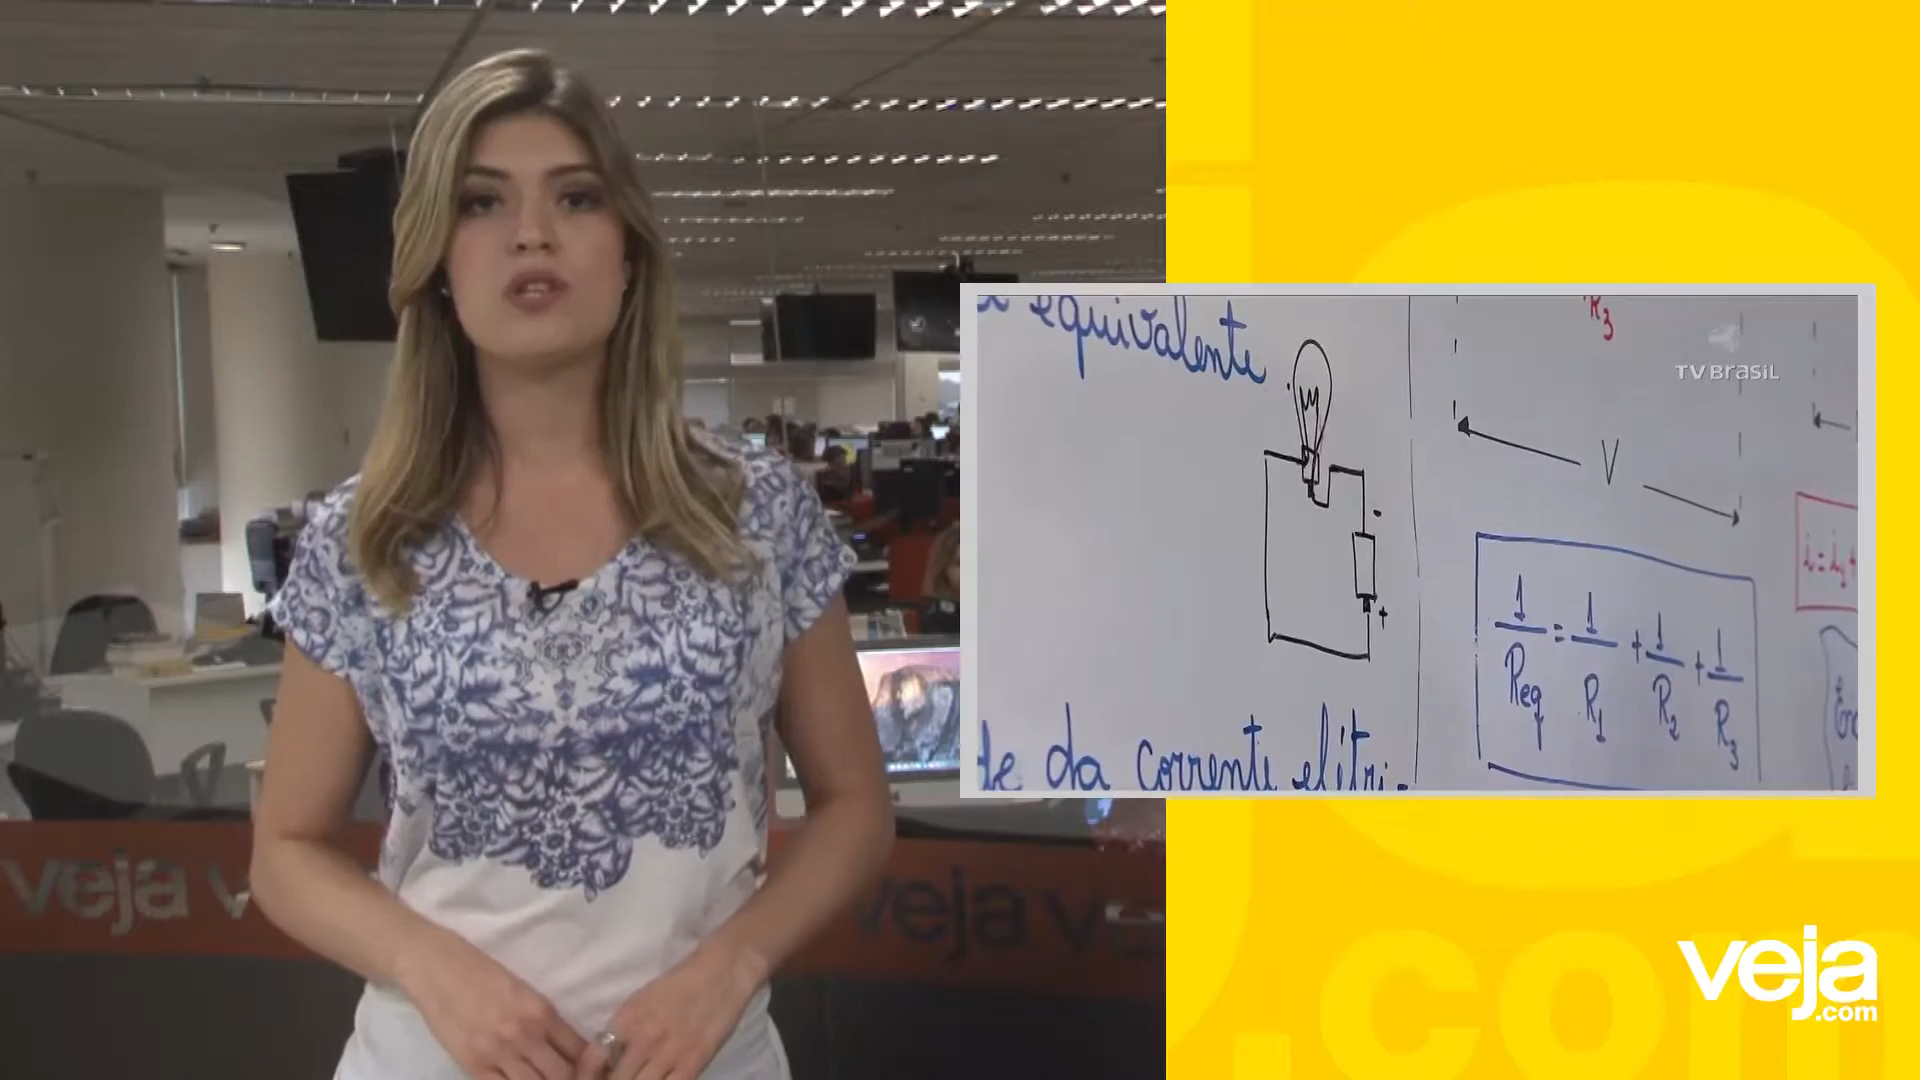 equivalente
R3
TV BRASIL
V
1/Req = 1/R1 + 1/R2 + 1/R3
da corrente elétri-
veja
veja
veja
.com